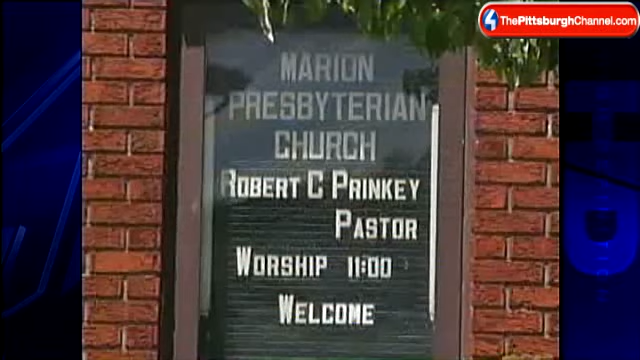 4 ThePittsburghChannel.com
MARION
PRESBYTERIAN
CHURCH
ROBERT C PRINKEY
PASTOR
WORSHIP 11:00
WELCOME